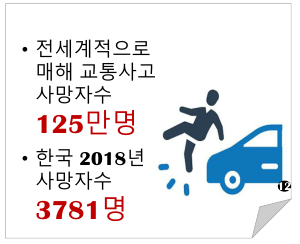 • 전세계적으로
매해 교통사고
사망자수
125만명
• 한국 2018년
사망자수
3781명
12